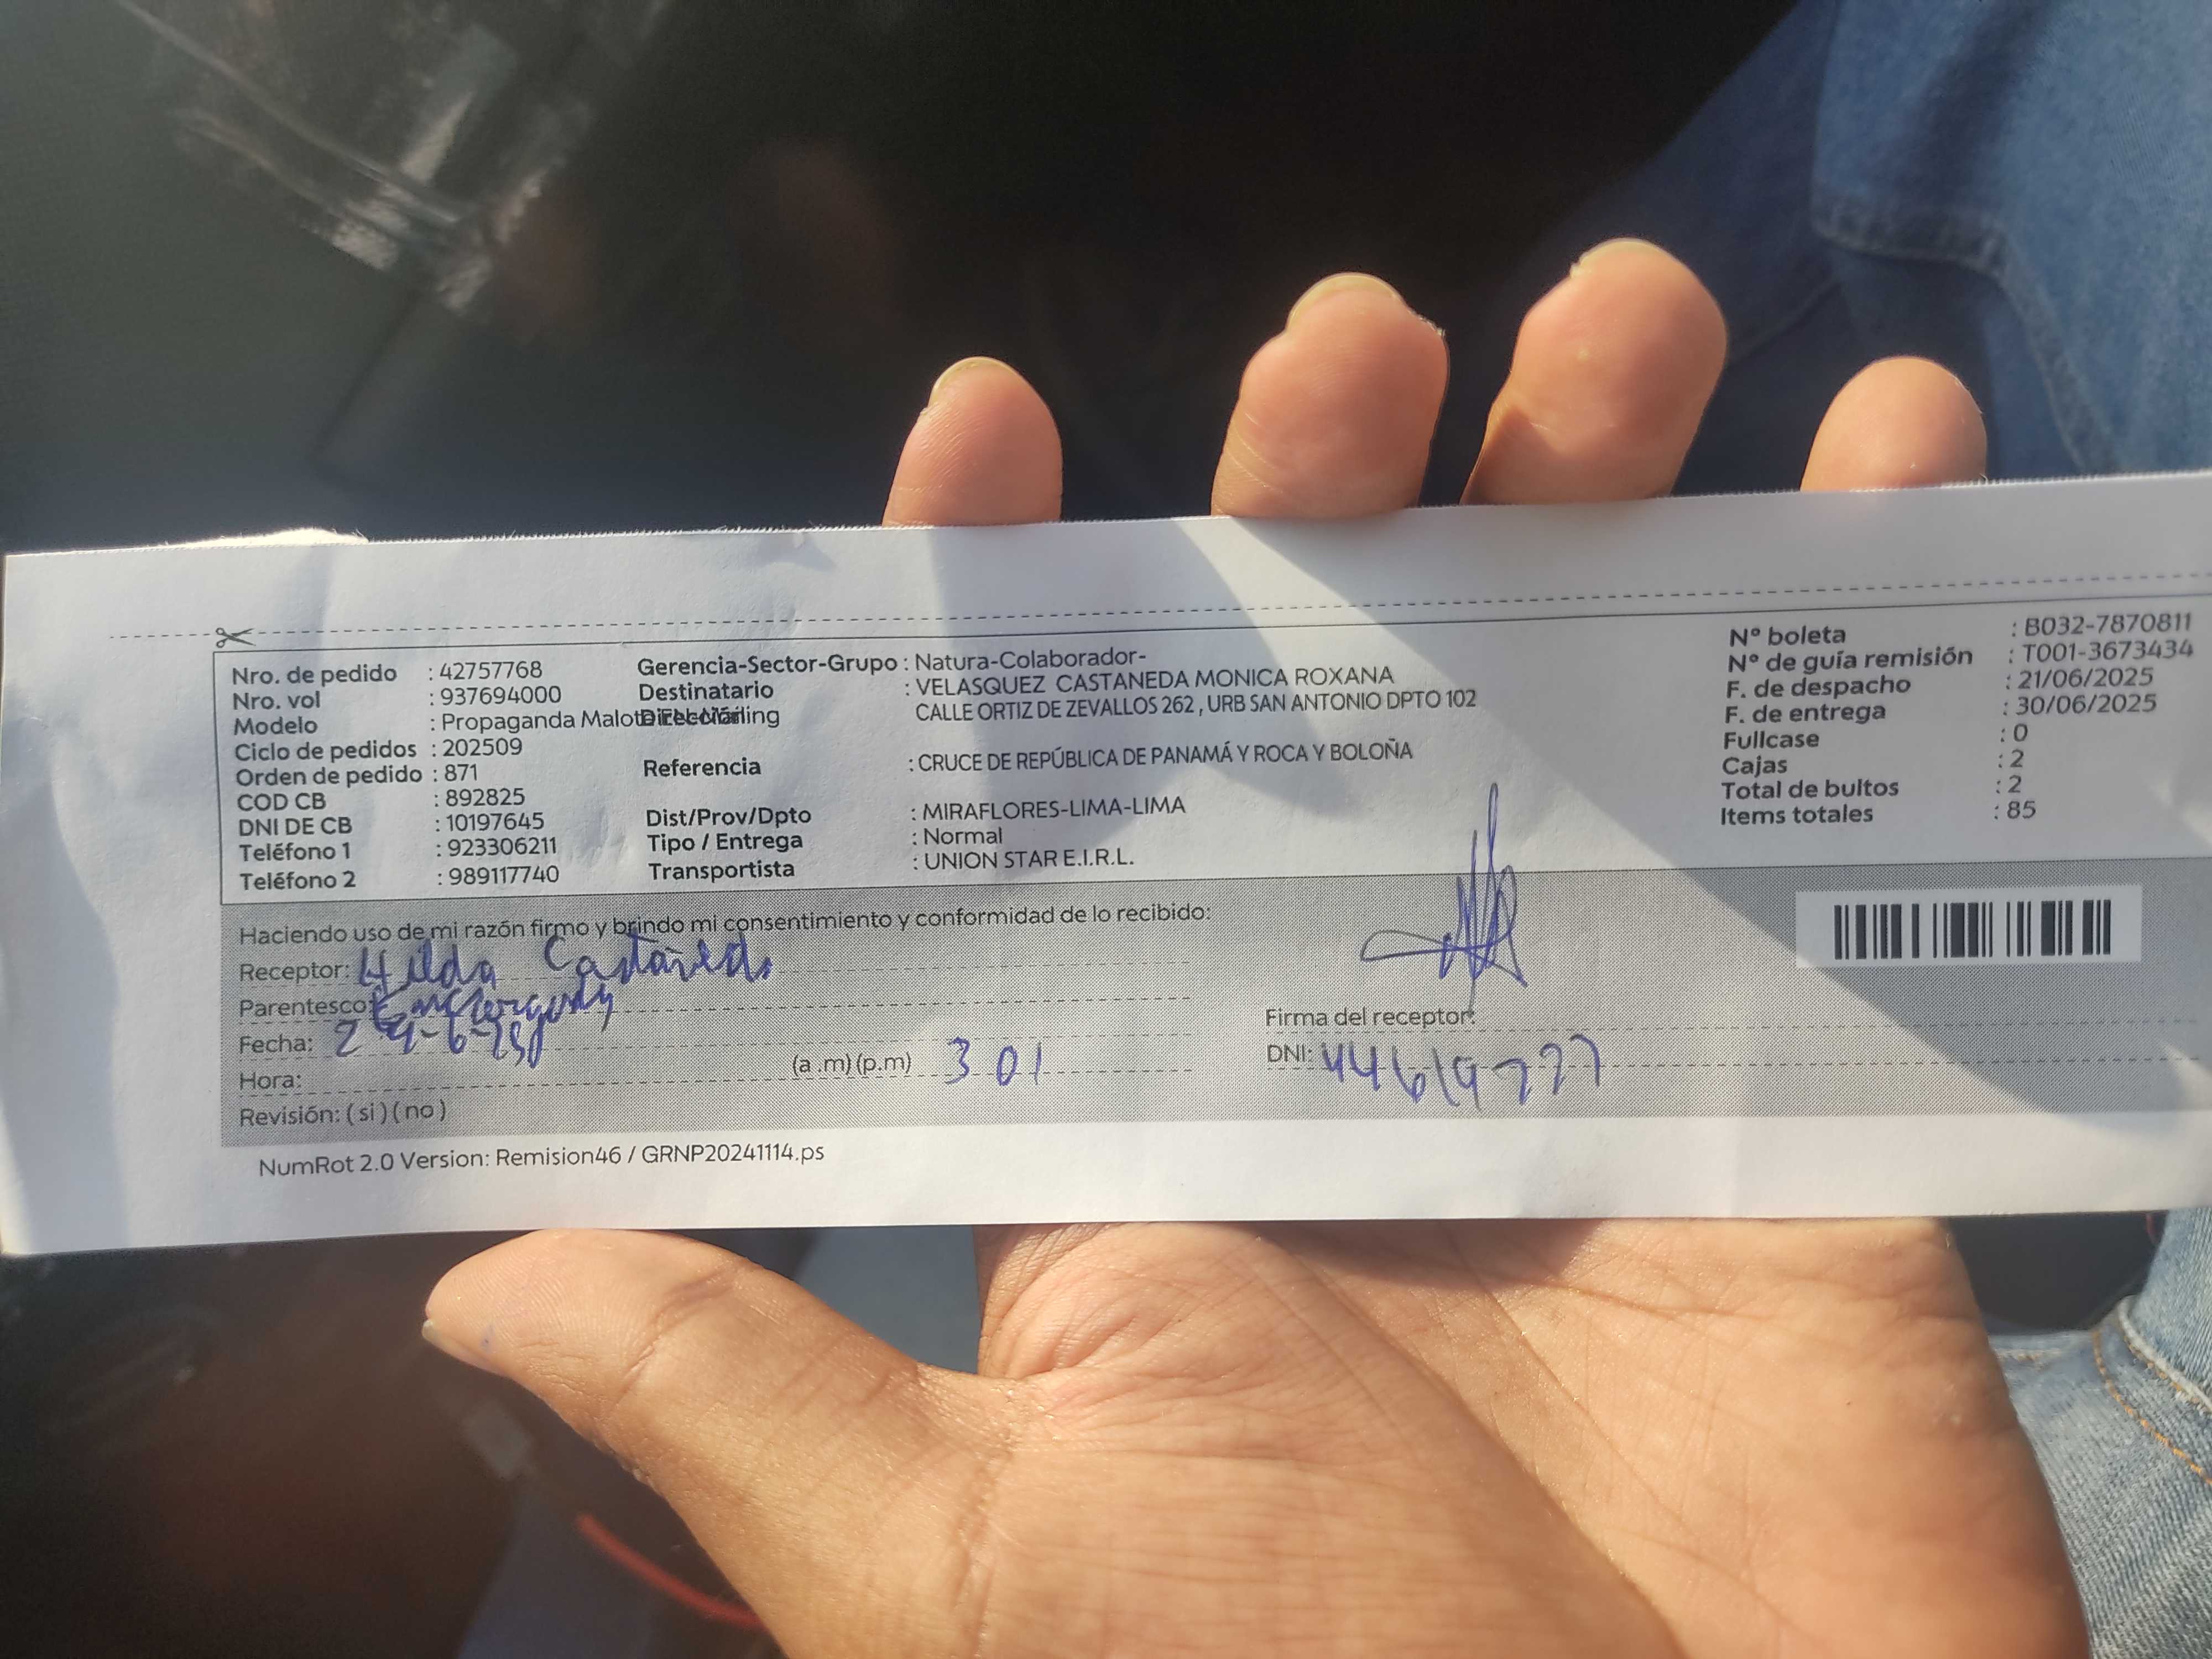 Nro. de pedido : 42757768
Nro. vol : 937694000
Modelo : Propaganda
Ciclo de pedidos : 202509
Orden de pedido : 871
COD CB : 892825
DNI DE CB : 10197645
Teléfono 1 : 923306211
Teléfono 2 : 989117740
Gerencia-Sector-Grupo : Natura-Colaborador-
Destinatario : VELASQUEZ CASTANEDA MONICA ROXANA
CALLE ORTIZ DE ZEVALLOS 262 , URB SAN ANTONIO DPTO 102
Referencia : CRUCE DE REPÚBLICA DE PANAMÁ Y ROCA Y BOLOÑA
Dist/Prov/Dpto : MIRAFLORES-LIMA-LIMA
Tipo / Entrega : Normal
Transportista : UNION STAR E.I.R.L.
N° boleta : B032-7870811
N° de guía remisión : T001-3673434
F. de despacho : 21/06/2025
F. de entrega : 30/06/2025
Fullcase : 0
Cajas : 2
Total de bultos : 2
Items totales : 85
Haciendo uso de mi razón firmo y brindo mi consentimiento y conformidad de lo recibido:
Receptor: Hilda Castañeda
Parentesco:
Fecha:
Hora: (a .m) (p.m) 3 01
Revisión: ( si ) ( no )
Firma del receptor:
DNI: 44619777
NumRot 2.0 Version: Remision46 / GRNP20241114.ps